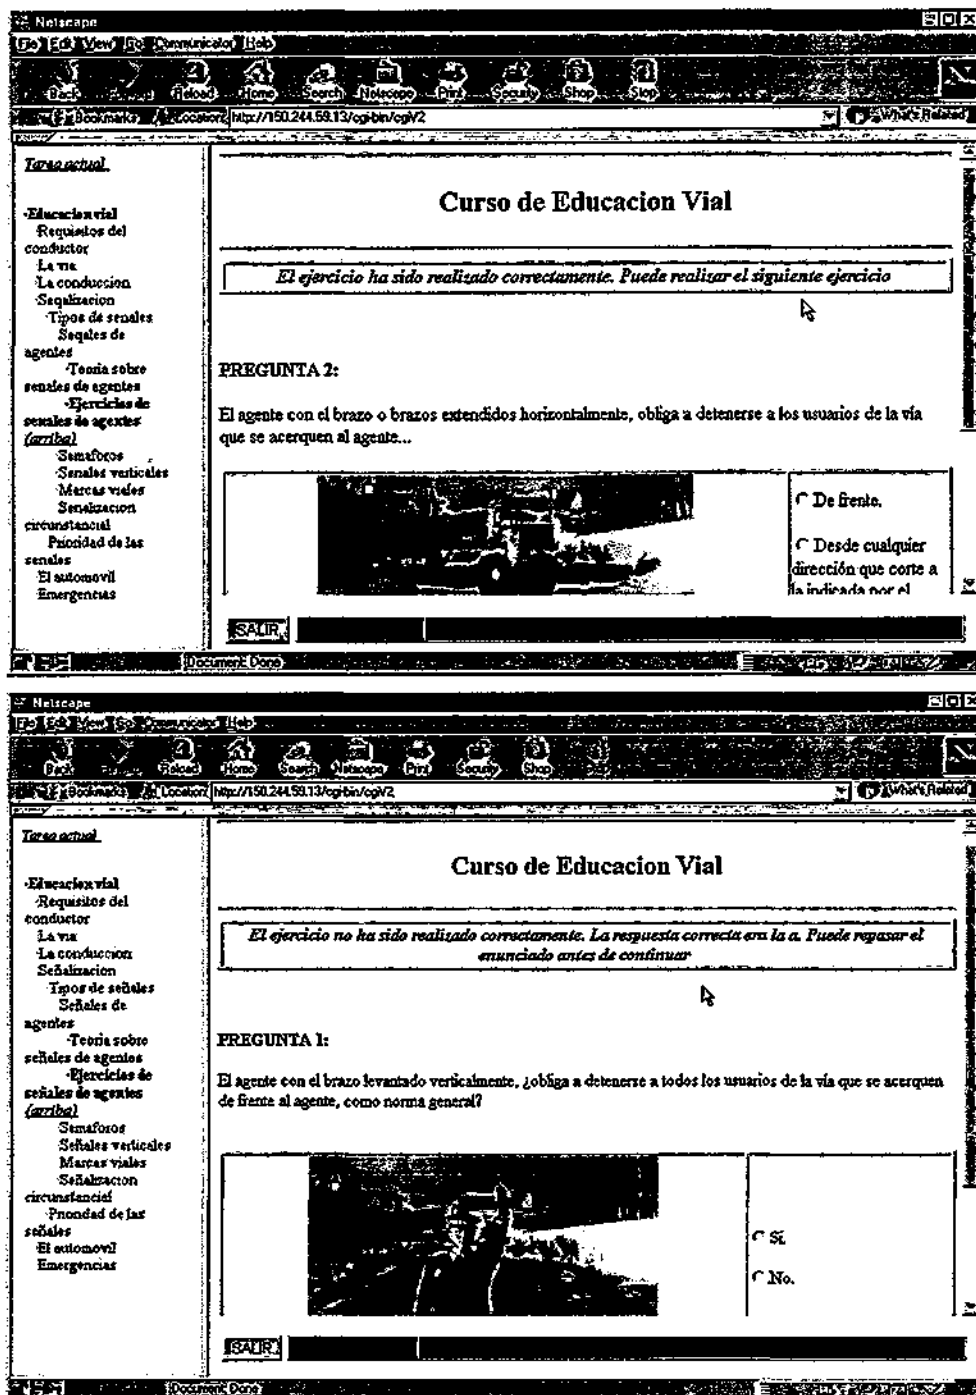 Netscape
File Edit View Go Communicator Help
Back Reload Home Search Netscape Print Security Shop Stop
Bookmarks Location: http://150.244.59.13/cgi-bin/cgiV2 What's Related
Tarea actual
·Educacion vial
·Requisitos del
conductor
·La via
·La conduccion
·Seqalizacion
·Tipos de senales
Seqales de
agentes
·Teoria sobre
senales de agentes
·Ejercicios de
senales de agentes
(arriba)
·Semaforos
·Senales verticales
·Marcas viales
·Senalizacion
circunstancial
Prioridad de las
senales
·El automovil
·Emergencias
Curso de Educacion Vial
El ejercicio ha sido realizado correctamente. Puede realizar el siguiente ejercicio
PREGUNTA 2:
El agente con el brazo o brazos extendidos horizontalmente, obliga a detenerse a los usuarios de la vía
que se acerquen al agente...
De frente.
Desde cualquier
dirección que corte a
la indicada por el
SALIR
Document: Done
Netscape
File Edit View Go Communicator Help
Back Reload Home Search Netscape Print Security Shop
Bookmarks Location: http://150.244.59.13/cgi-bin/cgiV2 What's Related
Tarea actual
·Educacion vial
·Requisitos del
conductor
·La via
·La conduccion
Señalizacion
·Tipos de señales
Señales de
agentes
·Teoria sobre
señales de agentes
·Ejercicios de
señales de agentes
(arriba)
·Semaforos
Señales verticales
Marcas viales
·Señalizacion
circunstancial
·Prioridad de las
señales
·El automovil
Emergencias
Curso de Educacion Vial
El ejercicio no ha sido realizado correctamente. La respuesta correcta era la a. Puede repasar el
enunciado antes de continuar
PREGUNTA 1:
El agente con el brazo levantado verticalmente, ¿obliga a detenerse a todos los usuarios de la vía que se acerquen
de frente al agente, como norma general?
Sí.
No.
SALIR
Document: Done